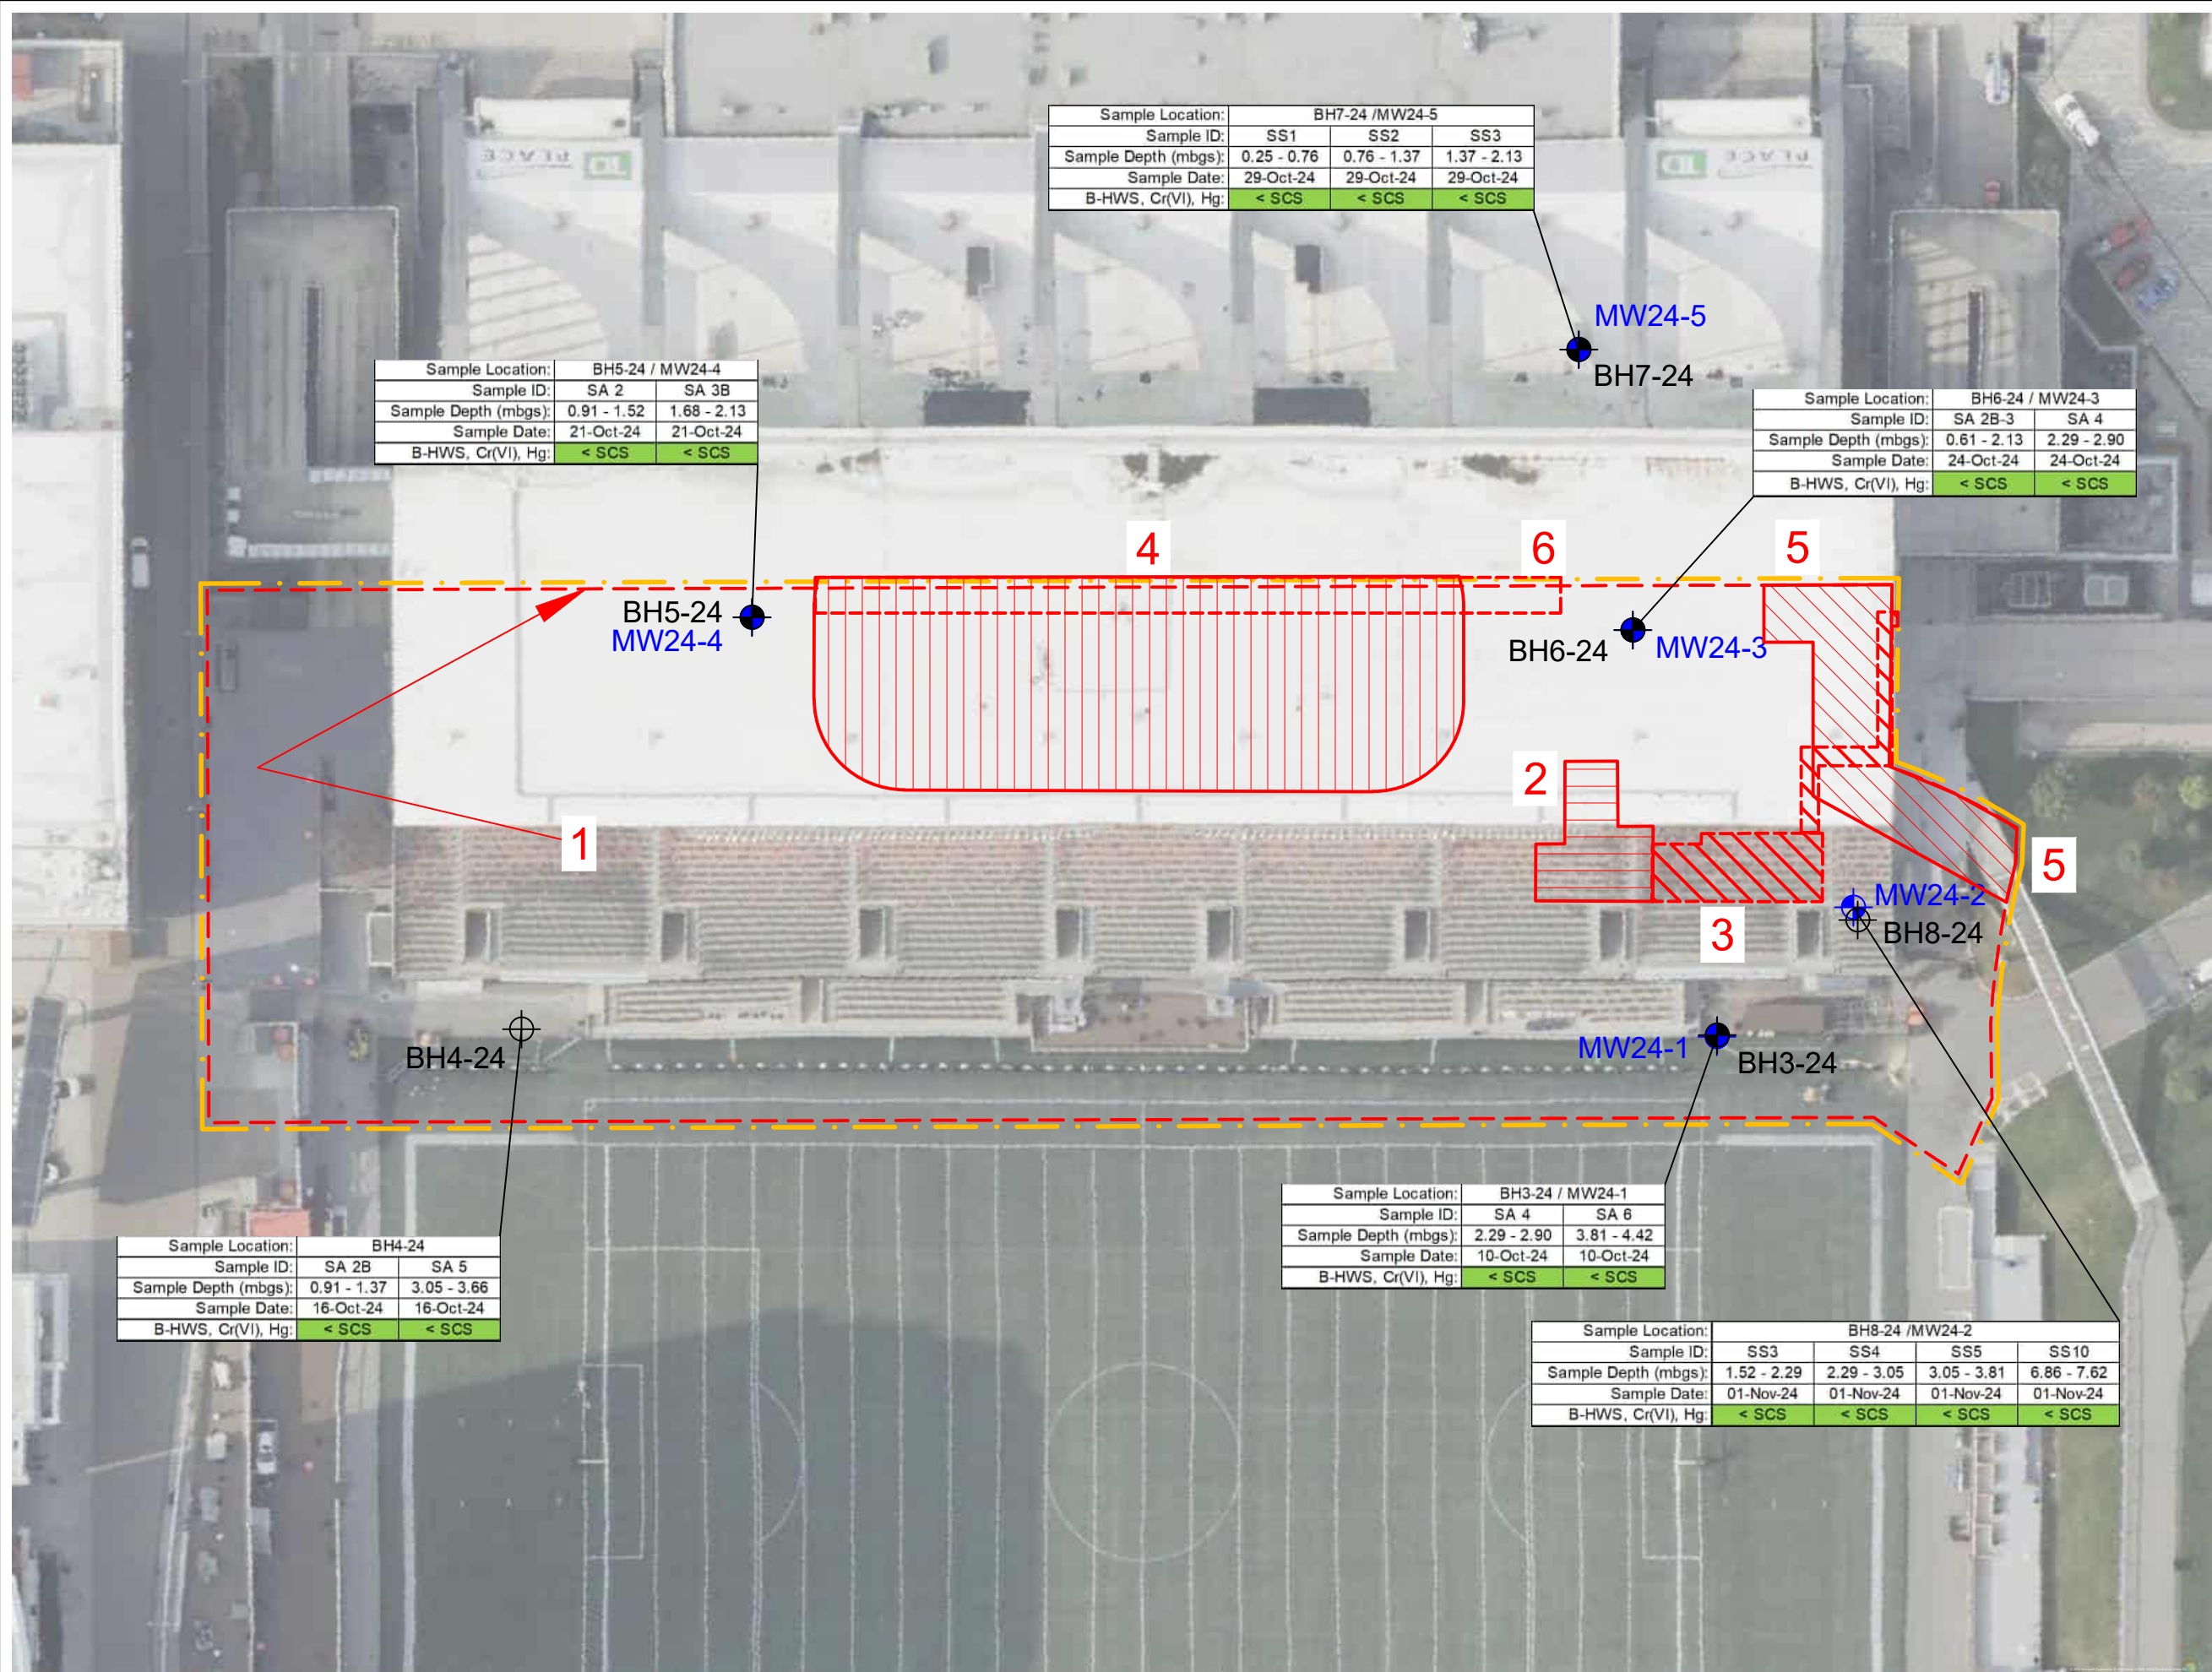 Sample Location: BH7-24 /MW24-5
Sample ID: SS1 SS2 SS3
Sample Depth (mbgs): 0.25 - 0.76 0.76 - 1.37 1.37 - 2.13
Sample Date: 29-Oct-24 29-Oct-24 29-Oct-24
B-HWS, Cr(VI), Hg: < SCS < SCS < SCS
PLACE TD
TD PLACE
MW24-5
BH7-24
Sample Location: BH5-24 / MW24-4
Sample ID: SA 2 SA 3B
Sample Depth (mbgs): 0.91 - 1.52 1.68 - 2.13
Sample Date: 21-Oct-24 21-Oct-24
B-HWS, Cr(VI), Hg: < SCS < SCS
Sample Location: BH6-24 / MW24-3
Sample ID: SA 2B-3 SA 4
Sample Depth (mbgs): 0.61 - 2.13 2.29 - 2.90
Sample Date: 24-Oct-24 24-Oct-24
B-HWS, Cr(VI), Hg: < SCS < SCS
4
6
5
BH5-24
MW24-4
BH6-24
MW24-3
2
1
5
MW24-2
BH8-24
3
BH4-24
MW24-1
BH3-24
Sample Location: BH3-24 / MW24-1
Sample ID: SA 4 SA 6
Sample Depth (mbgs): 2.29 - 2.90 3.81 - 4.42
Sample Date: 10-Oct-24 10-Oct-24
B-HWS, Cr(VI), Hg: < SCS < SCS
Sample Location: BH4-24
Sample ID: SA 2B SA 5
Sample Depth (mbgs): 0.91 - 1.37 3.05 - 3.66
Sample Date: 16-Oct-24 16-Oct-24
B-HWS, Cr(VI), Hg: < SCS < SCS
Sample Location: BH8-24 /MW24-2
Sample ID: SS3 SS4 SS5 SS10
Sample Depth (mbgs): 1.52 - 2.29 2.29 - 3.05 3.05 - 3.81 6.86 - 7.62
Sample Date: 01-Nov-24 01-Nov-24 01-Nov-24 01-Nov-24
B-HWS, Cr(VI), Hg: < SCS < SCS < SCS < SCS